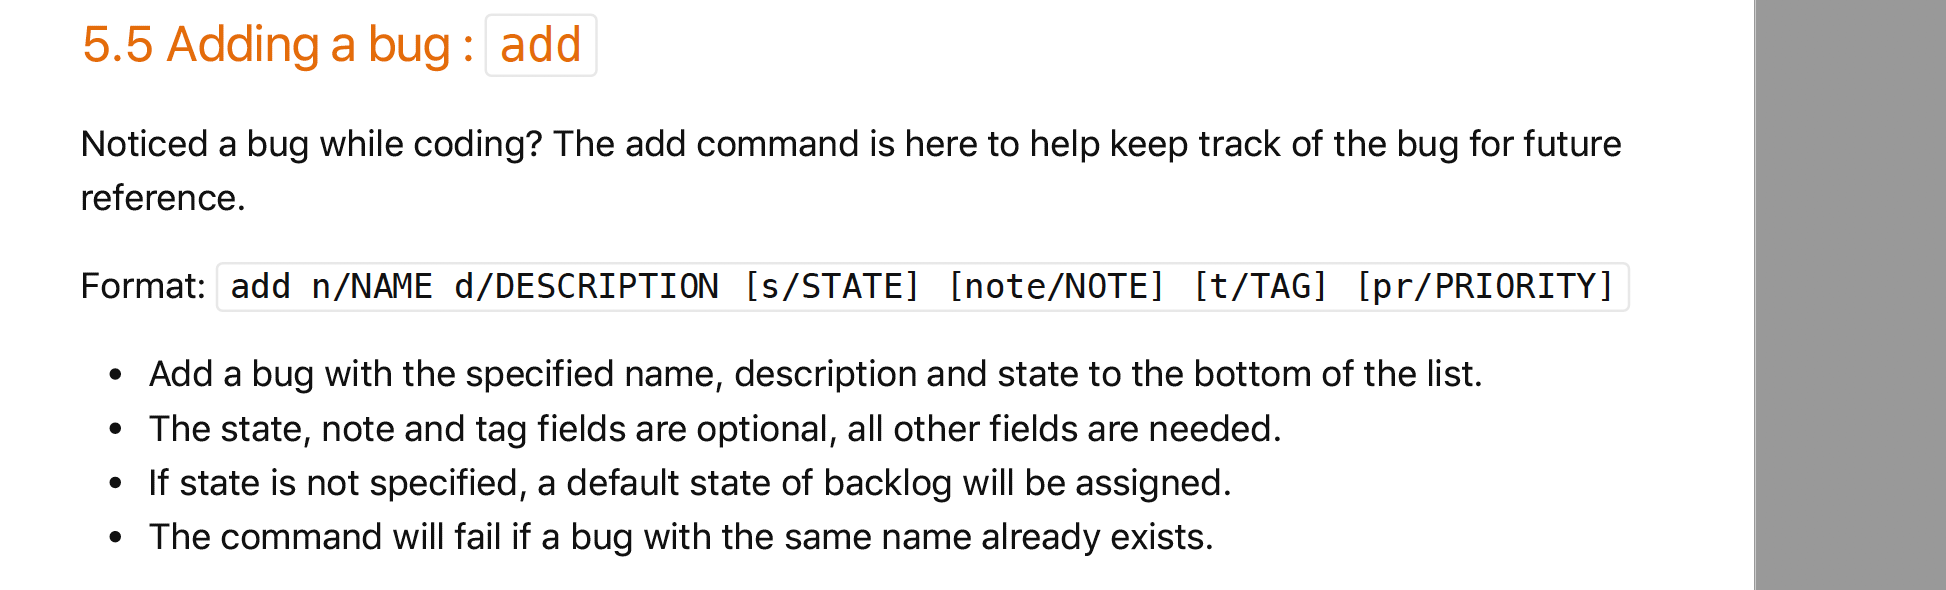 5.5 Adding a bug : add
Noticed a bug while coding? The add command is here to help keep track of the bug for future
reference.
Format: add n/NAME d/DESCRIPTION [s/STATE] [note/NOTE] [t/TAG] [pr/PRIORITY]
• Add a bug with the specified name, description and state to the bottom of the list.
• The state, note and tag fields are optional, all other fields are needed.
• If state is not specified, a default state of backlog will be assigned.
• The command will fail if a bug with the same name already exists.